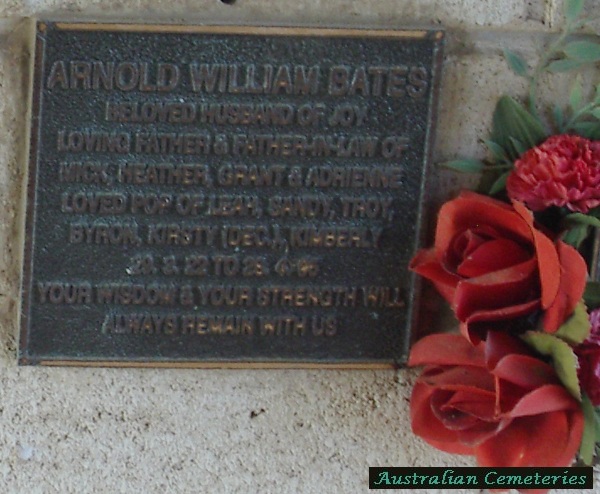 ARNOLD WILLIAM BATES
BELOVED HUSBAND OF JOY
LOVING FATHER & FATHER-IN-LAW OF
MICK, HEATHER, GRANT & ADRIENNE
LOVED POP OF LEAH, SANDY, TROY,
BYRON, KIRSTY (DEC.), KIMBERLY
22 TO
YOUR WISDOM & YOUR STRENGTH WILL
ALWAYS REMAIN WITH US
Australian Cemeteries